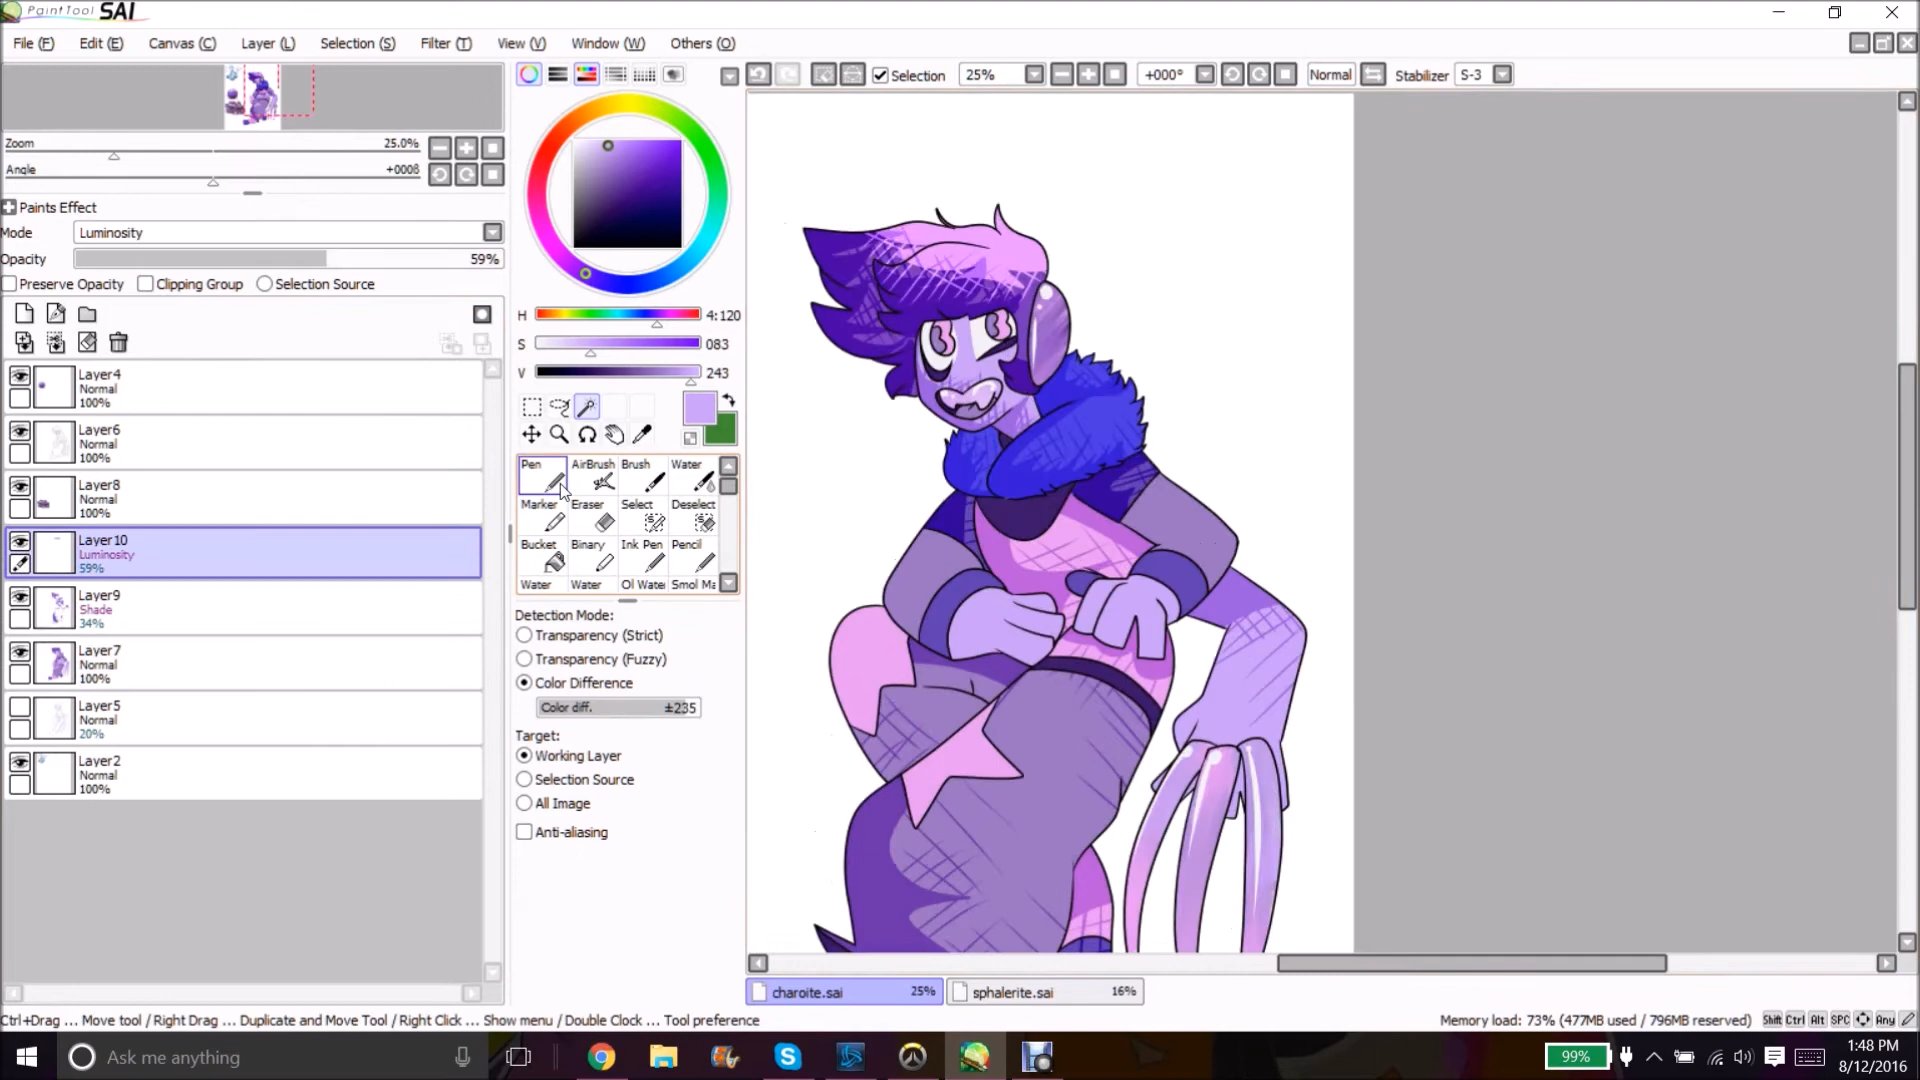 PaintTool SAI
File (F) Edit (E) Canvas (C) Layer (L) Selection (S) Filter (T) View (V) Window (W) Others (O)
Selection 25% +000° Normal Stabilizer S-3
Zoom 25.0%
Angle +0008
Paints Effect
Mode Luminosity
Opacity 59%
Preserve Opacity Clipping Group Selection Source
H 4:120
S 083
V 243
Layer4
Normal
100%
Layer6
Normal
100%
Layer8
Normal
100%
Layer10
Luminosity
59%
Layer9
Shade
34%
Layer7
Normal
100%
Layer5
Normal
20%
Layer2
Normal
100%
Pen AirBrush Brush Water
Marker Eraser Select Deselect
Bucket Binary Ink Pen Pencil
Water Water Ol Wate Smol Ma
Detection Mode:
Transparency (Strict)
Transparency (Fuzzy)
Color Difference
Color diff. ±235
Target:
Working Layer
Selection Source
All Image
Anti-aliasing
charoite.sai 25% sphalerite.sai 16%
Ctrl+Drag ... Move tool / Right Drag ... Duplicate and Move Tool / Right Click ... Show menu / Double Clock ... Tool preference
Memory load: 73% (477MB used / 796MB reserved) Shift Ctrl Alt SPC Any
Ask me anything
99%
1:48 PM
8/12/2016